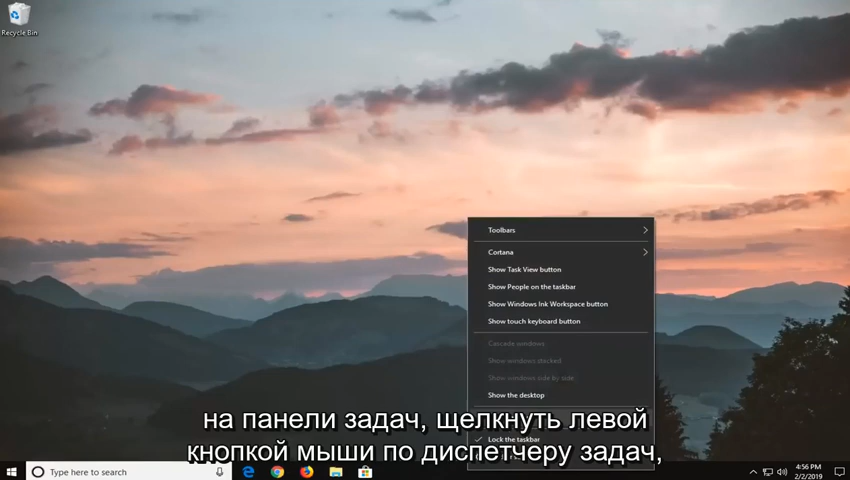 Recycle Bin
Toolbars
Cortana
Show Task View button
Show People on the taskbar
Show Windows Ink Workspace button
Show touch keyboard button
Cascade windows
Show windows stacked
Show windows side by side
Show the desktop
на панели задач, щелкнуть левой
Lock the taskbar
кнопкой мыши по диспетчеру задач,
Type here to search
4:56 PM
2/2/2019